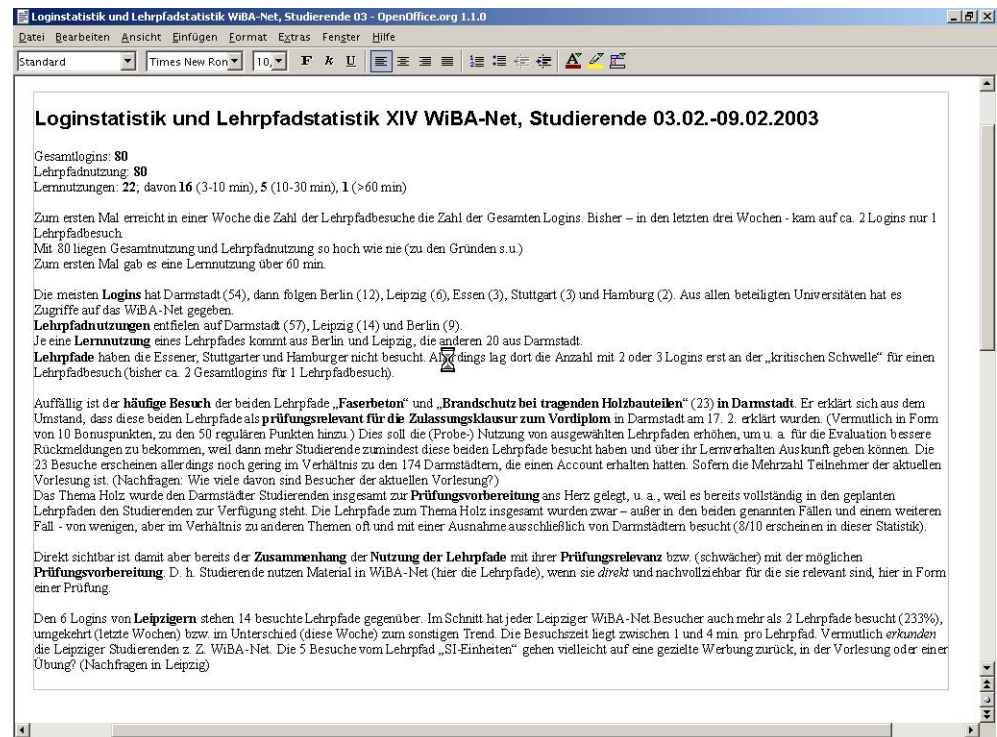 Loginstatistik und Lehrpfadstatistik WiBA-Net, Studierende 03 - OpenOffice.org 1.1.0
Datei Bearbeiten Ansicht Einfügen Format Extras Fenster Hilfe
Standard Times New Ron 10, F k U
Loginstatistik und Lehrpfadstatistik XIV WiBA-Net, Studierende 03.02.-09.02.2003
Gesamtlogins: 80
Lehrpfadnutzung: 80
Lernnutzungen: 22; davon 16 (3-10 min), 5 (10-30 min), 1 (>60 min)
Zum ersten Mal erreicht in einer Woche die Zahl der Lehrpfadbesuche die Zahl der Gesamten Logins. Bisher – in den letzten drei Wochen - kam auf ca. 2 Logins nur 1
Lehrpfadbesuch.
Mit 80 liegen Gesamtnutzung und Lehrpfadnutzung so hoch wie nie (zu den Gründen s.u.)
Zum ersten Mal gab es eine Lernnutzung über 60 min.
Die meisten Logins hat Darmstadt (54), dann folgen Berlin (12), Leipzig (6), Essen (3), Stuttgart (3) und Hamburg (2). Aus allen beteiligten Universitäten hat es
Zugriffe auf das WiBA-Net gegeben.
Lehrpfadnutzungen entfielen auf Darmstadt (57), Leipzig (14) und Berlin (9).
Je eine Lernnutzung eines Lehrpfades kommt aus Berlin und Leipzig, die anderen 20 aus Darmstadt.
Lehrpfade haben die Essener, Stuttgarter und Hamburger nicht besucht. Allerdings lag dort die Anzahl mit 2 oder 3 Logins erst an der „kritischen Schwelle“ für einen
Lehrpfadbesuch (bisher ca. 2 Gesamtlogins für 1 Lehrpfadbesuch).
Auffällig ist der häufige Besuch der beiden Lehrpfade „Faserbeton“ und „Brandschutz bei tragenden Holzbauteilen“ (23) in Darmstadt. Er erklärt sich aus dem
Umstand, dass diese beiden Lehrpfade als prüfungsrelevant für die Zulassungsklausur zum Vordiplom in Darmstadt am 17. 2. erklärt wurden. (Vermutlich in Form
von 10 Bonuspunkten, zu den 50 regulären Punkten hinzu.) Dies soll die (Probe-) Nutzung von ausgewählten Lehrpfaden erhöhen, um u. a. für die Evaluation bessere
Rückmeldungen zu bekommen, weil dann mehr Studierende zumindest diese beiden Lehrpfade besucht haben und über ihr Lernverhalten Auskunft geben können. Die
23 Besuche erscheinen allerdings noch gering im Verhältnis zu den 174 Darmstädtern, die einen Account erhalten hatten. Sofern die Mehrzahl Teilnehmer der aktuellen
Vorlesung ist. (Nachfragen: Wie viele davon sind Besucher der aktuellen Vorlesung?)
Das Thema Holz wurde den Darmstädter Studierenden insgesamt zur Prüfungsvorbereitung ans Herz gelegt, u. a., weil es bereits vollständig in den geplanten
Lehrpfaden den Studierenden zur Verfügung steht. Die Lehrpfade zum Thema Holz insgesamt wurden zwar – außer in den beiden genannten Fällen und einem weiteren
Fall - von wenigen, aber im Verhältnis zu anderen Themen oft und mit einer Ausnahme ausschließlich von Darmstädtern besucht (8/10 erscheinen in dieser Statistik).
Direkt sichtbar ist damit aber bereits der Zusammenhang der Nutzung der Lehrpfade mit ihrer Prüfungsrelevanz bzw. (schwächer) mit der möglichen
Prüfungsvorbereitung. D. h. Studierende nutzen Material in WiBA-Net (hier die Lehrpfade), wenn sie direkt und nachvollziehbar für die sie relevant sind, hier in Form
einer Prüfung.
Den 6 Logins von Leipzigern stehen 14 besuchte Lehrpfade gegenüber. Im Schnitt hat jeder Leipziger WiBA-Net Besucher auch mehr als 2 Lehrpfade besucht (233%),
umgekehrt (letzte Wochen) bzw. im Unterschied (diese Woche) zum sonstigen Trend. Die Besuchszeit liegt zwischen 1 und 4 min. pro Lehrpfad. Vermutlich erkunden
die Leipziger Studierenden z. Z. WiBA-Net. Die 5 Besuche vom Lehrpfad „SI-Einheiten“ gehen vielleicht auf eine gezielte Werbung zurück, in der Vorlesung oder einer
Übung? (Nachfragen in Leipzig)